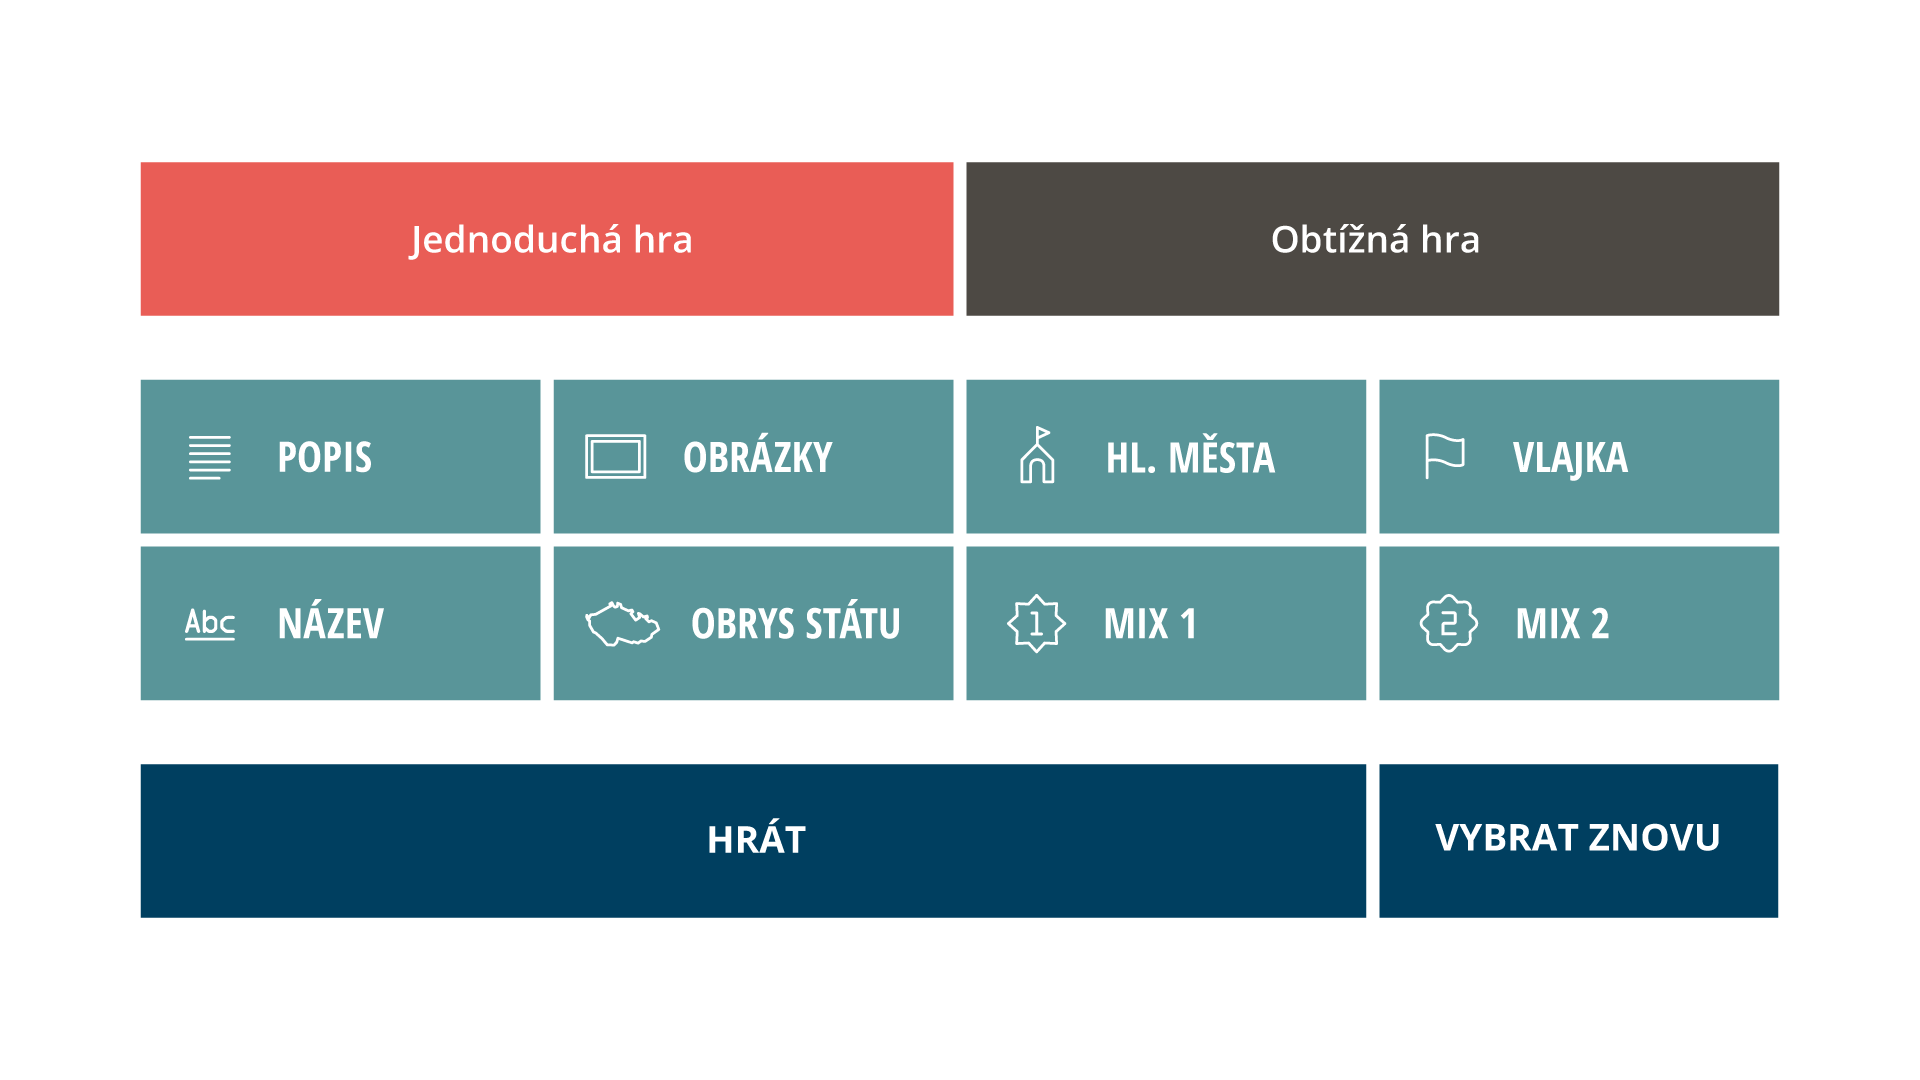 Jednoduchá hra
Obtížná hra
POPIS
OBRÁZKY
HL. MĚSTA
VLAJKA
Abc
NÁZEV
OBRYS STÁTU
1
MIX 1
2
MIX 2
HRÁT
VYBRAT ZNOVU